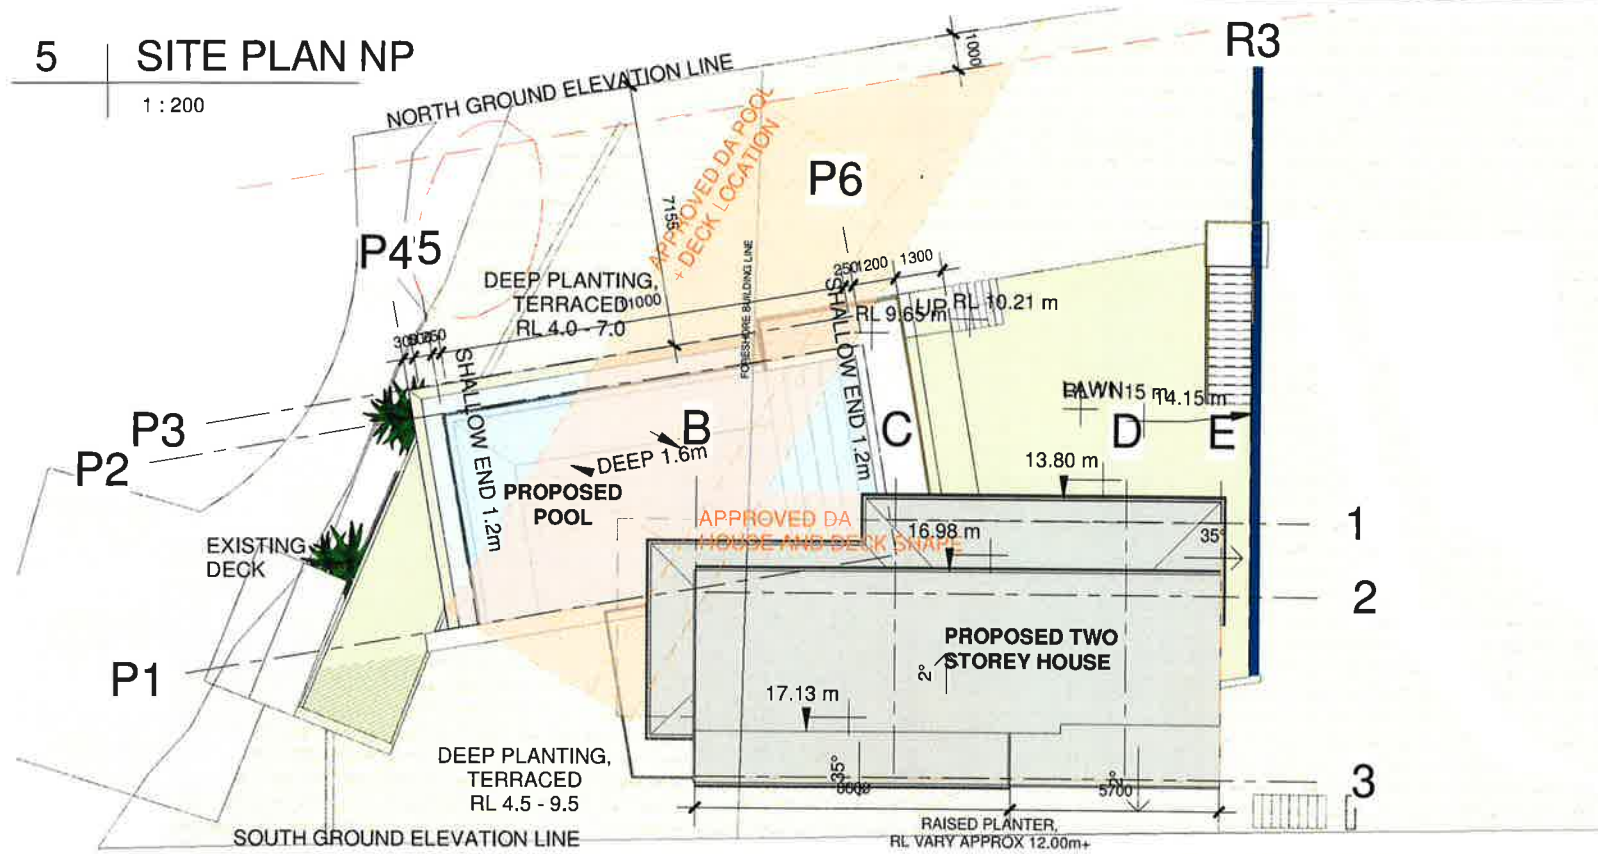 5 SITE PLAN NP
1 : 200
R3
NORTH GROUND ELEVATION LINE
1000
APPROVED DA POOL
+ DECK LOCATION
7155
P6
P45
FORESHORE BUILDING LINE
DEEP PLANTING,
TERRACED
RL 4.0 - 7.0
11000
250
1200
1300
SHALLOW END 1.2m
RL 9.65 m
UP
RL 10.21 m
SHALLOW END 1.2m
LAWN
15 m
14.15 m
P3
P2
B
C
D
E
DEEP 1.6m
PROPOSED
POOL
13.80 m
APPROVED DA
HOUSE AND DECK SHAPE
16.98 m
35°
1
2
EXISTING
DECK
P1
PROPOSED TWO
STOREY HOUSE
2°
17.13 m
DEEP PLANTING,
TERRACED
RL 4.5 - 9.5
35°
2°
5700
3
SOUTH GROUND ELEVATION LINE
RAISED PLANTER,
RL VARY APPROX 12.00m+